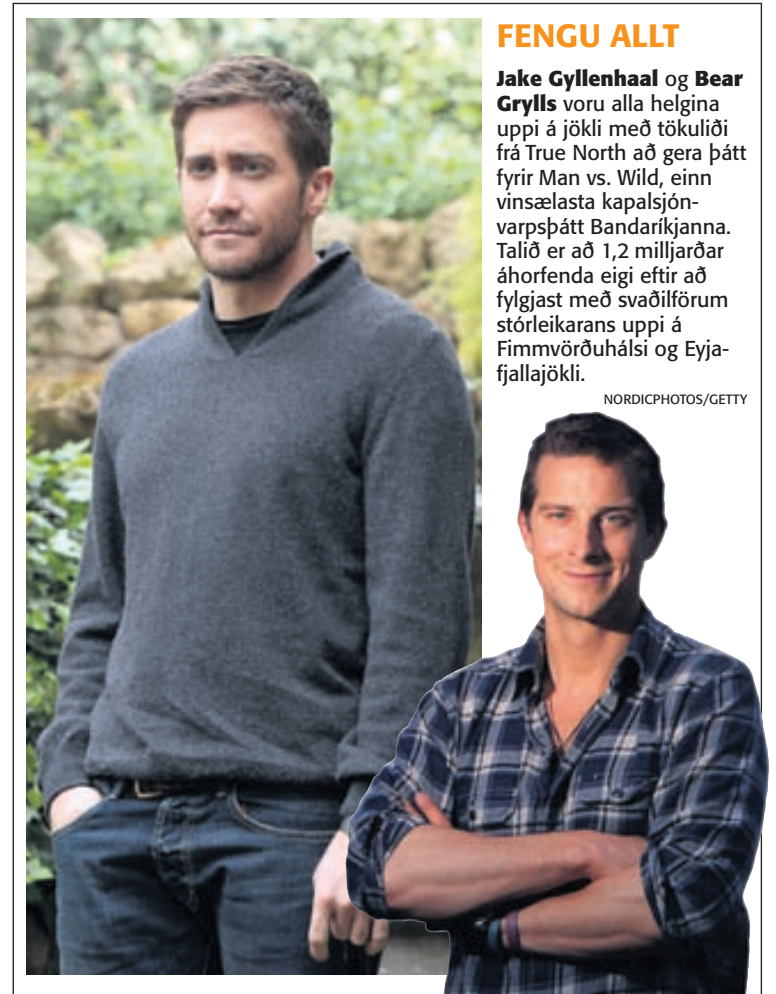 FENGU ALLT
Jake Gyllenhaal og Bear
Grylls voru alla helgina
uppi á jökli með tökuliði
frá True North að gera þátt
fyrir Man vs. Wild, einn
vinsælasta kapalsjón-
varpsþátt Bandaríkjanna.
Talið er að 1,2 milljarðar
áhorfenda eigi eftir að
fylgjast með svaðilförum
stórleikarans uppi á
Fimmvörðuhálsi og Eyja-
fjallajökli.
NORDICPHOTOS/GETTY